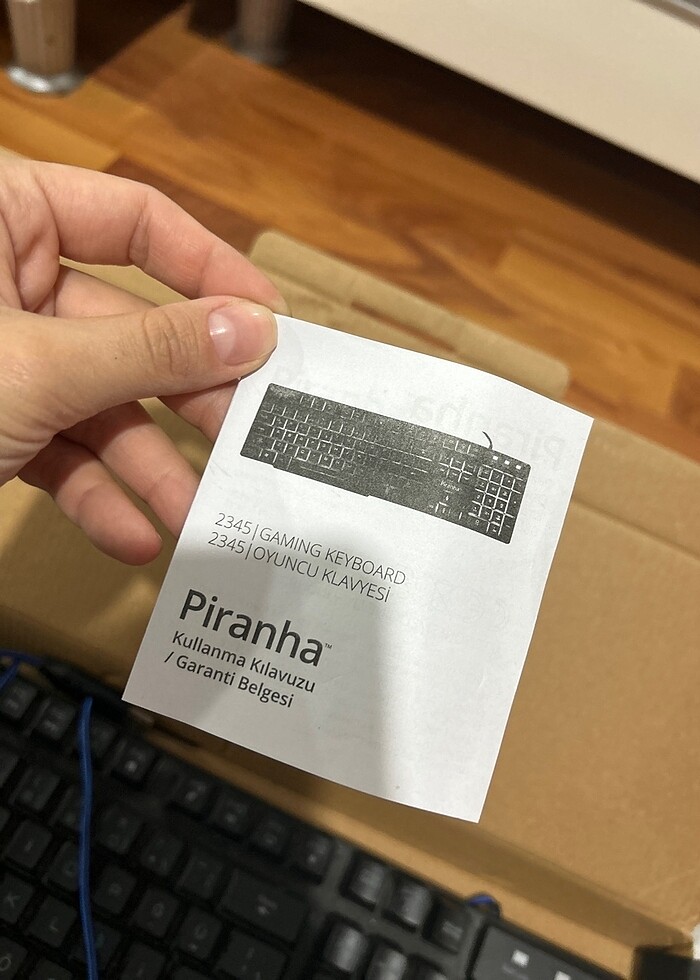 2345|GAMING KEYBOARD
2345|OYUNCU KLAVYESİ
Piranha™
Kullanma Kılavuzu
/ Garanti Belgesi